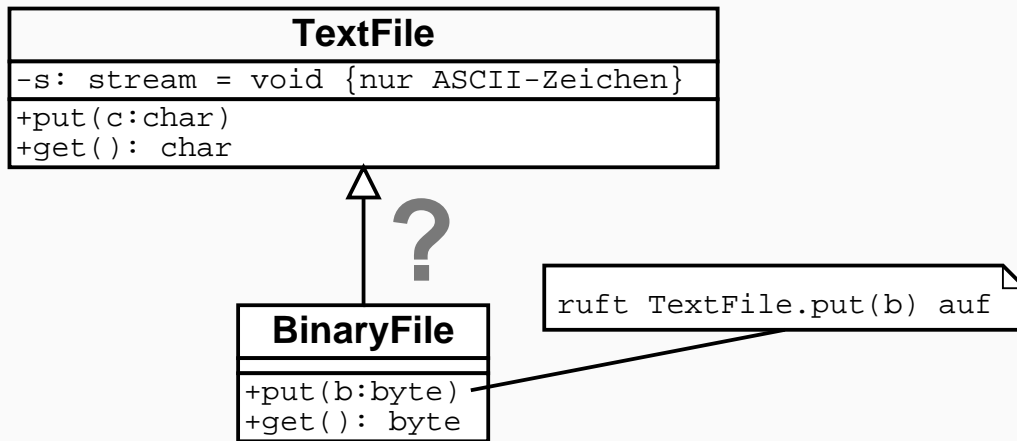 TextFile
-s: stream = void {nur ASCII-Zeichen}
+put(c:char)
+get(): char
?
ruft TextFile.put(b) auf
BinaryFile
+put(b:byte)
+get(): byte